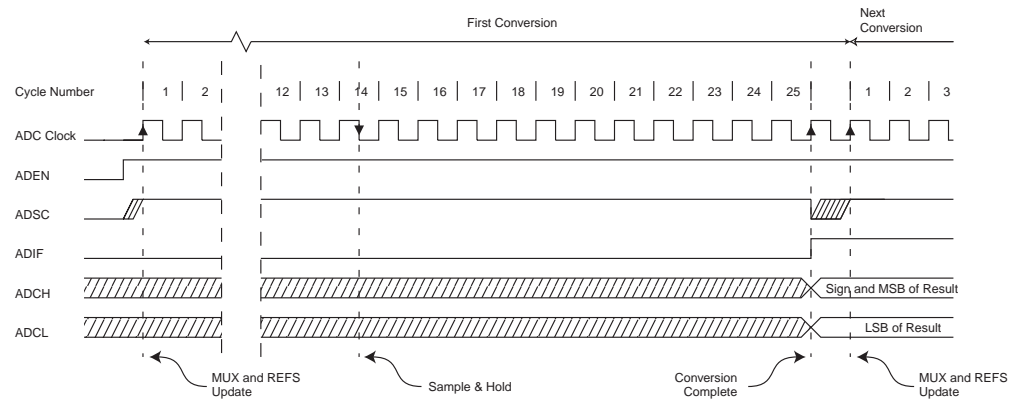 First Conversion
Next
Conversion
Cycle Number
1 2 12 13 14 15 16 17 18 19 20 21 22 23 24 25 1 2 3
ADC Clock
ADEN
ADSC
ADIF
ADCH
Sign and MSB of Result
ADCL
LSB of Result
MUX and REFS
Update
Sample & Hold
Conversion
Complete
MUX and REFS
Update